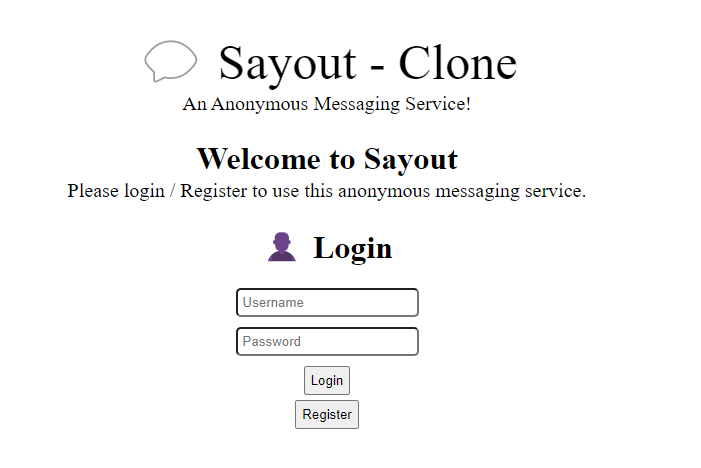 Sayout - Clone
An Anonymous Messaging Service!
Welcome to Sayout
Please login / Register to use this anonymous messaging service.
Login
Username
Password
Login
Register